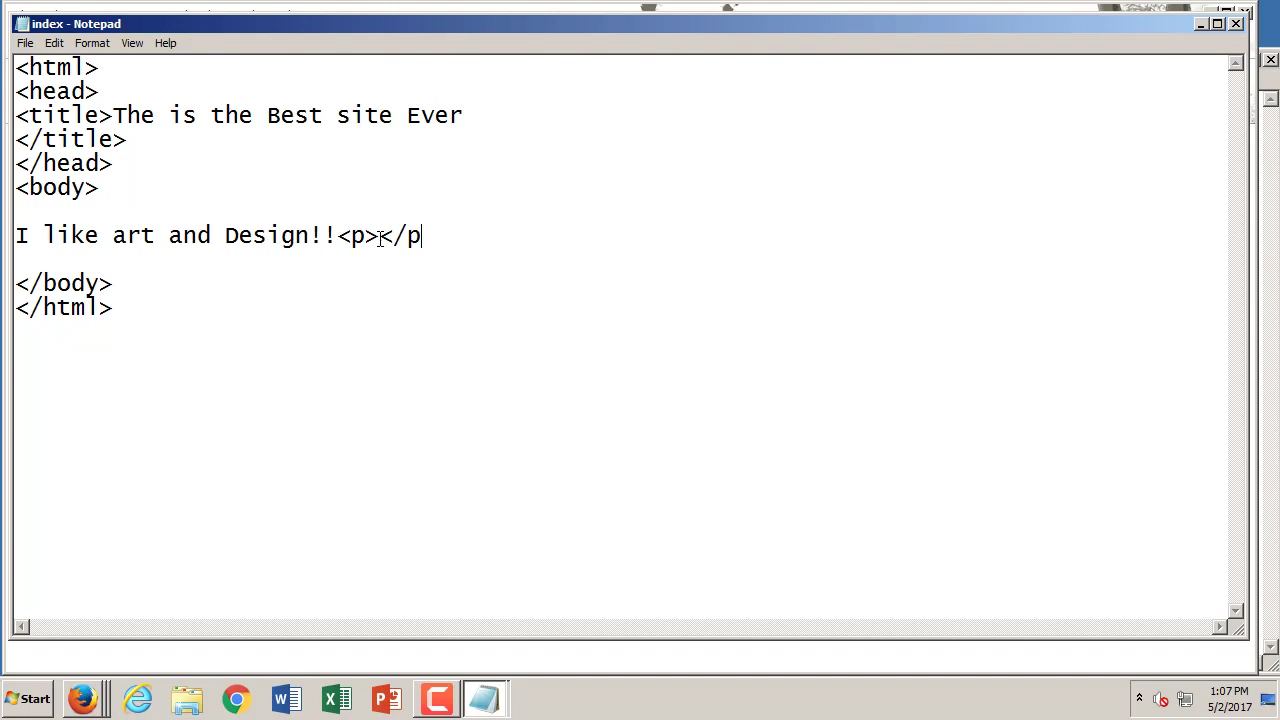 index - Notepad
File Edit Format View Help
<html>
<head>
<title>The is the Best site Ever
</title>
</head>
<body>
I like art and Design!!<p></p
</body>
</html>
Start
1:07 PM
5/2/2017